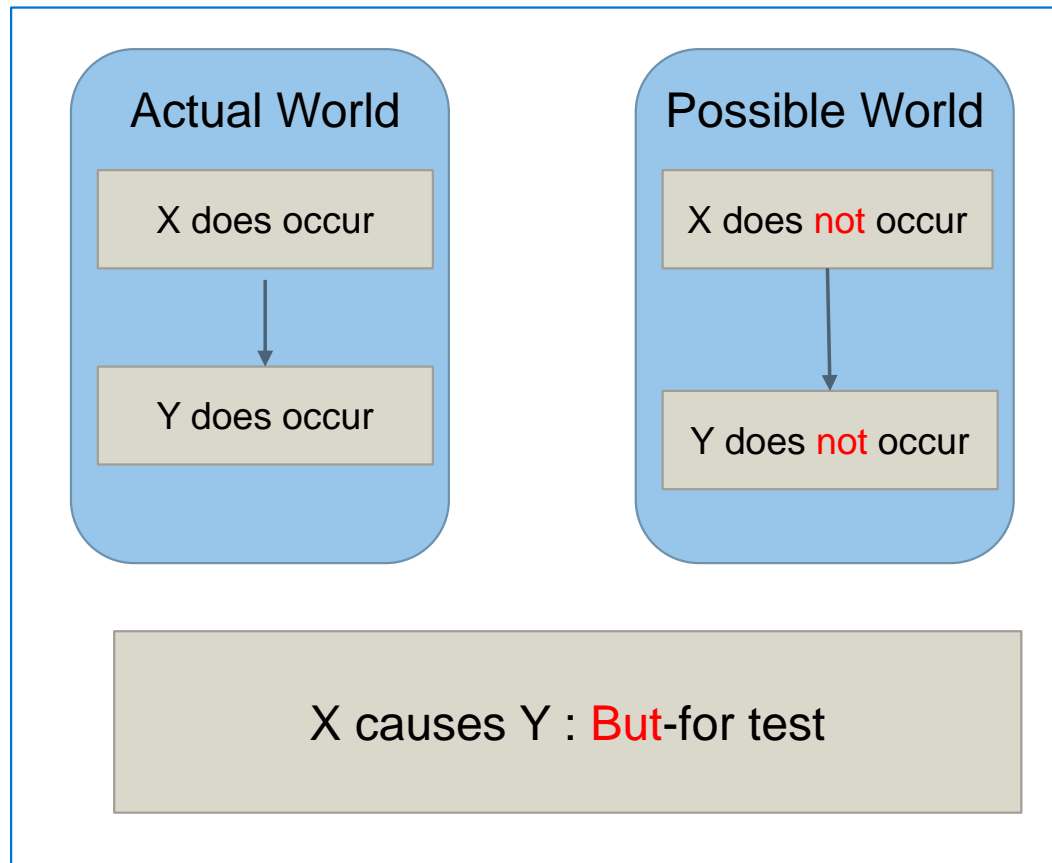 Actual World
X does occur
Y does occur
Possible World
X does not occur
Y does not occur
X causes Y : But-for test